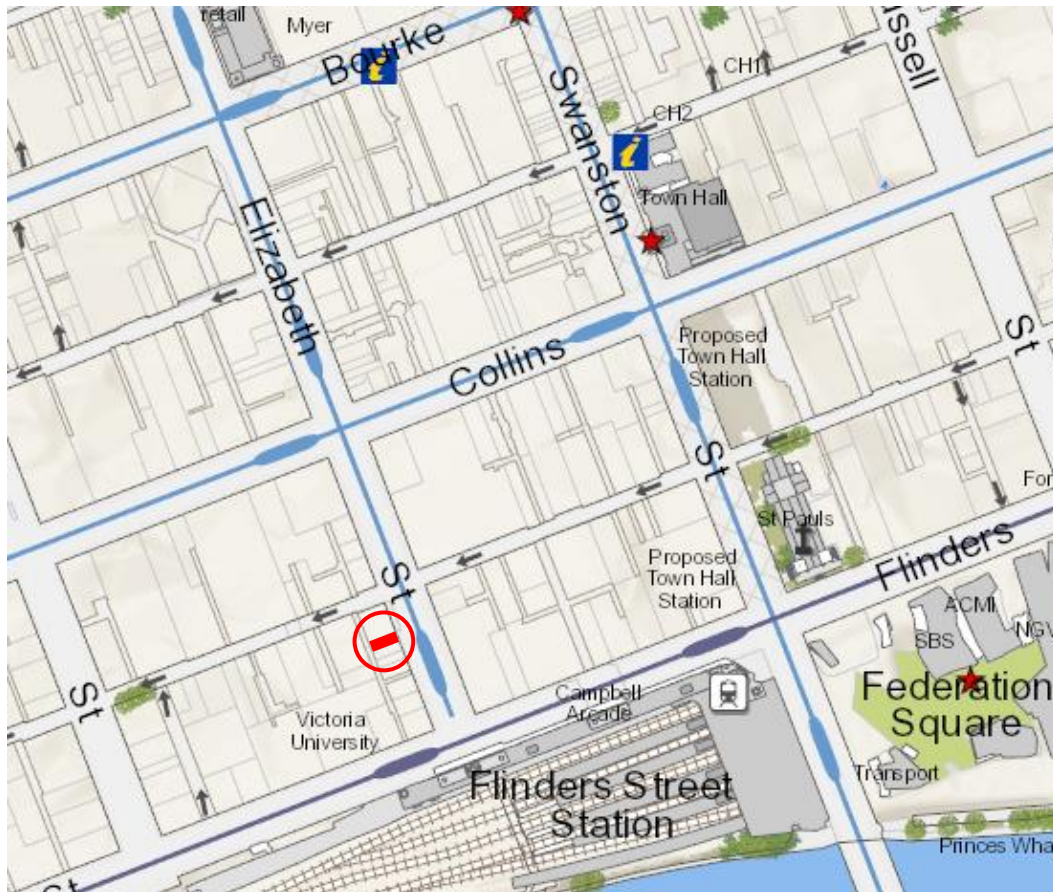 retail
Myer
Bourke
Swanston
CH1
CH2
Town Hall
Elizabeth
Collins
Proposed
Town Hall
Station
St
St
St Pauls
Flinders
Proposed
Town Hall
Station
St
ACMI
SBS
NGV
Federation
Square
St
Campbell
Arcade
Victoria
University
Transport
Flinders Street
Station
Princes Wha
St